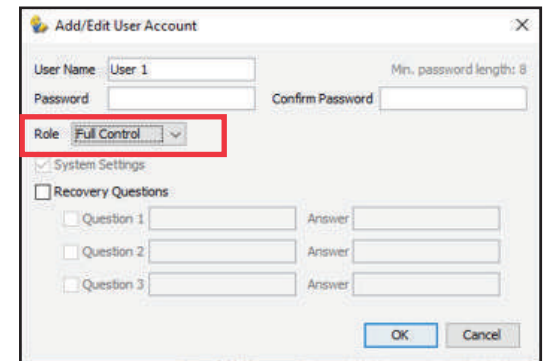 Add/Edit User Account
User Name User 1 Min. password length: 8
Password Confirm Password
Role Full Control
System Settings
Recovery Questions
Question 1 Answer
Question 2 Answer
Question 3 Answer
OK Cancel